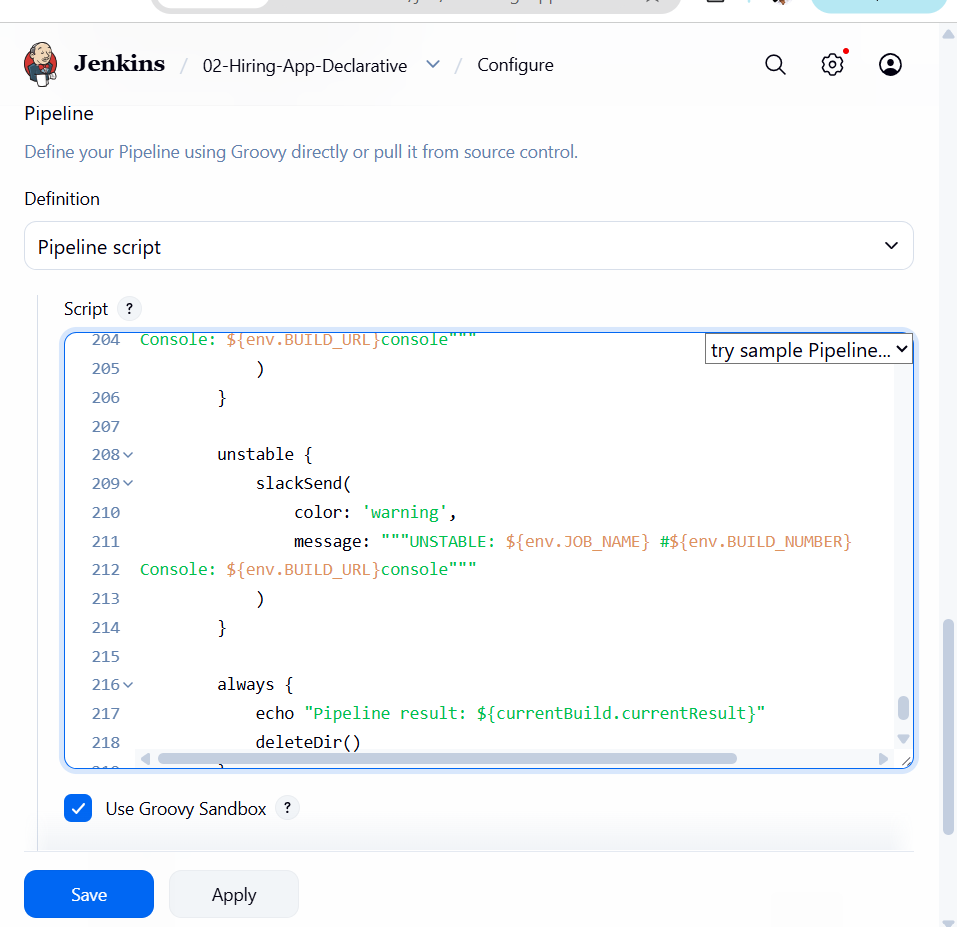 Jenkins / 02-Hiring-App-Declarative / Configure
Pipeline
Define your Pipeline using Groovy directly or pull it from source control.
Definition
Pipeline script
Script ?
try sample Pipeline...
204 Console: ${env.BUILD_URL}console"""
205             )
206         }
207
208         unstable {
209             slackSend(
210                 color: 'warning',
211                 message: """UNSTABLE: ${env.JOB_NAME} #${env.BUILD_NUMBER}
212 Console: ${env.BUILD_URL}console"""
213             )
214         }
215
216         always {
217             echo "Pipeline result: ${currentBuild.currentResult}"
218             deleteDir()
Use Groovy Sandbox ?
Save
Apply